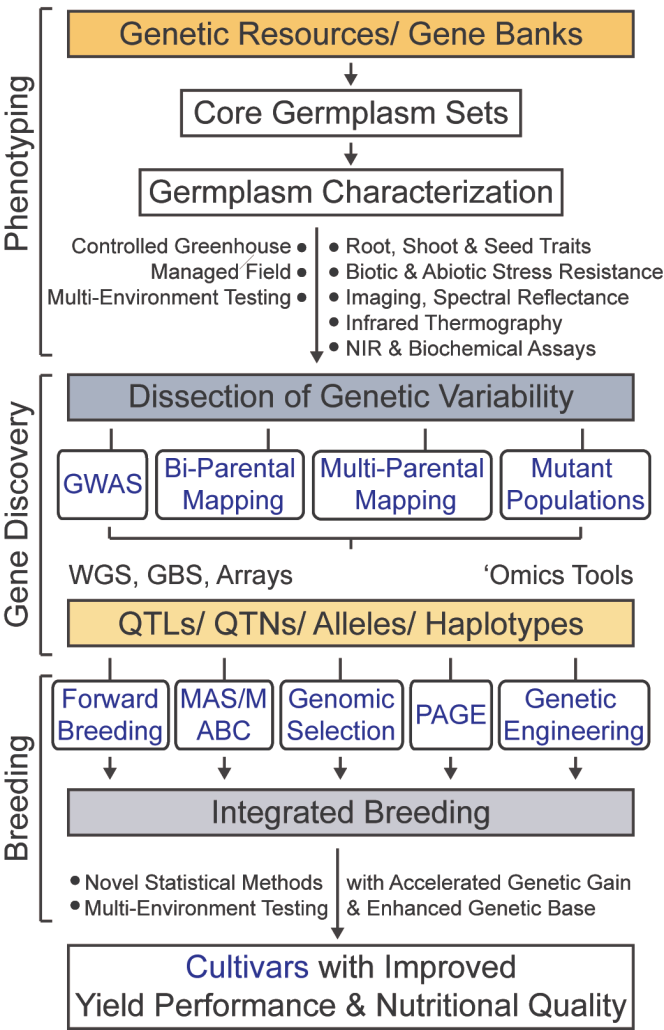 Phenotyping
Genetic Resources/ Gene Banks
Core Germplasm Sets
Germplasm Characterization
Controlled Greenhouse •
Managed Field •
Multi-Environment Testing •
• Root, Shoot & Seed Traits
• Biotic & Abiotic Stress Resistance
• Imaging, Spectral Reflectance
• Infrared Thermography
• NIR & Biochemical Assays
Gene Discovery
Dissection of Genetic Variability
GWAS
Bi-Parental
Mapping
Multi-Parental
Mapping
Mutant
Populations
WGS, GBS, Arrays
‘Omics Tools
QTLs/ QTNs/ Alleles/ Haplotypes
Breeding
Forward
Breeding
MAS/M
ABC
Genomic
Selection
PAGE
Genetic
Engineering
Integrated Breeding
• Novel Statistical Methods
• Multi-Environment Testing
with Accelerated Genetic Gain
& Enhanced Genetic Base
Cultivars with Improved
Yield Performance & Nutritional Quality